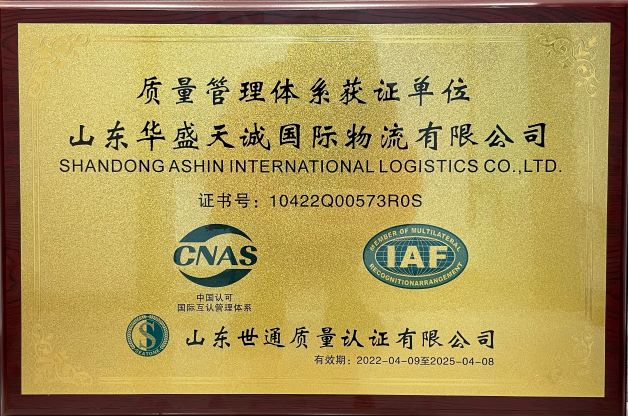 质量管理体系获证单位
山东华盛天诚国际物流有限公司
SHANDONG ASHIN INTERNATIONAL LOGISTICS CO.,LTD.
证书号：10422Q00573R0S
CNAS
中国认可
国际互认管理体系
MEMBER OF MULTILATERAL
IAF
RECOGNITIONARRANGEMENT
山东世通质量认证有限公司
有效期：2022-04-09至2025-04-08